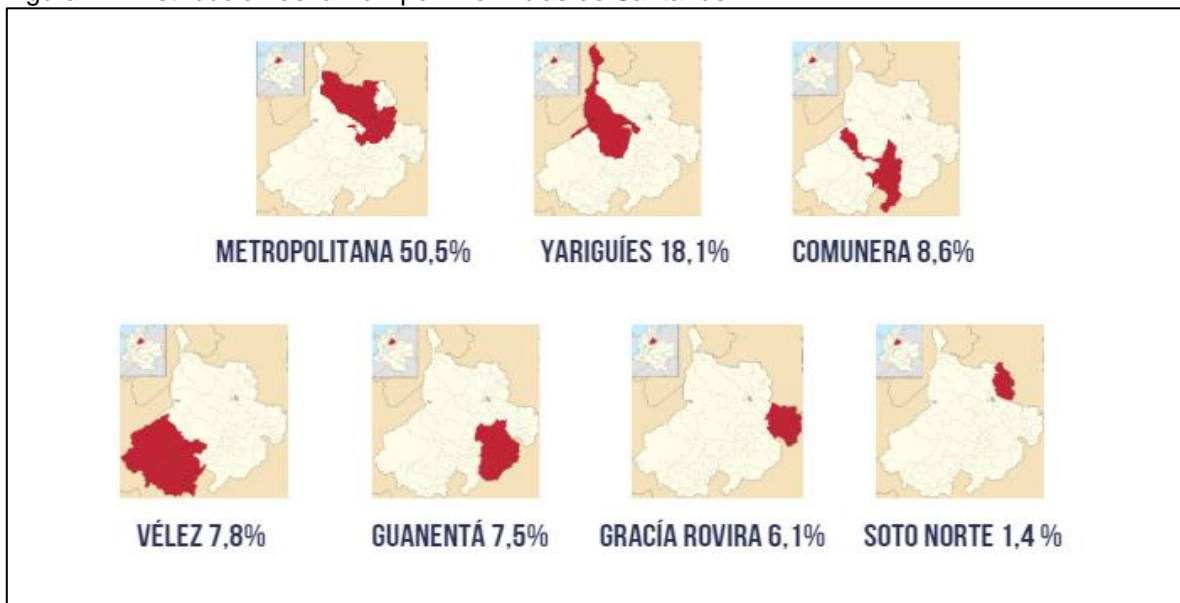 METROPOLITANA 50,5%
YARIGUÍES 18,1%
COMUNERA 8,6%
VÉLEZ 7,8%
GUANENTÁ 7,5%
GRACÍA ROVIRA 6,1%
SOTO NORTE 1,4 %